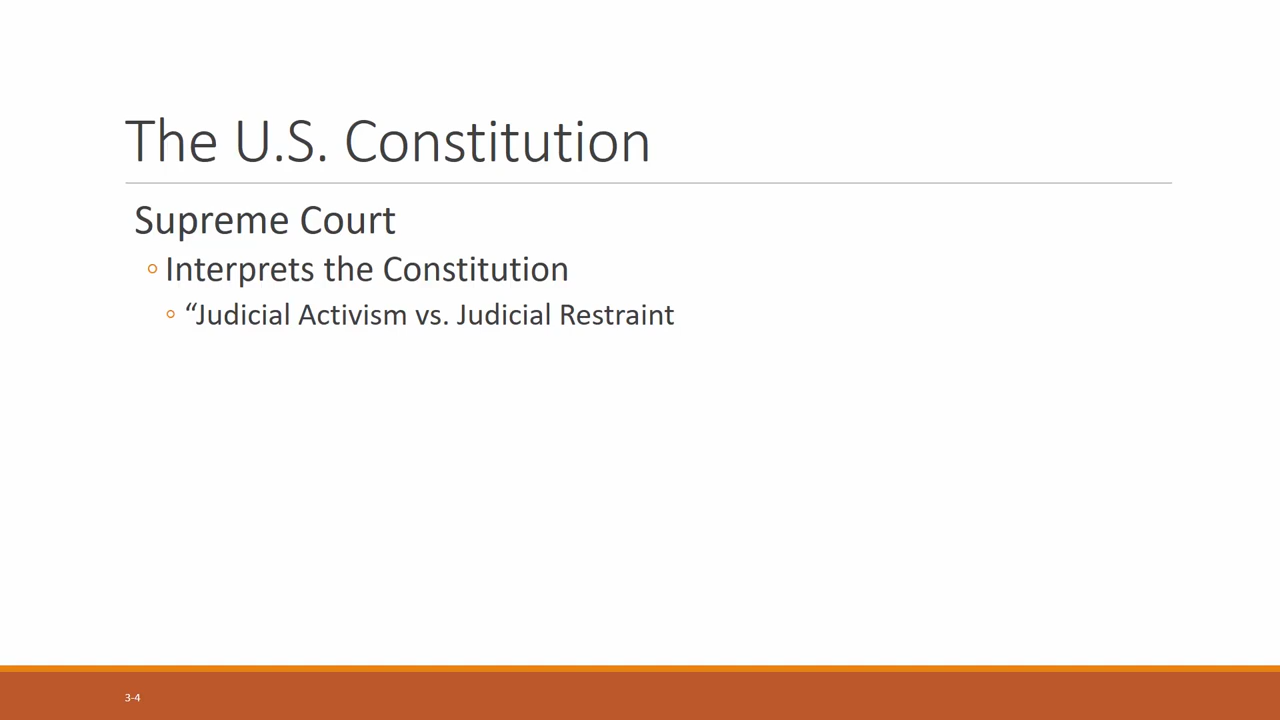 The U.S. Constitution
Supreme Court
◦ Interprets the Constitution
◦ “Judicial Activism vs. Judicial Restraint
3-4